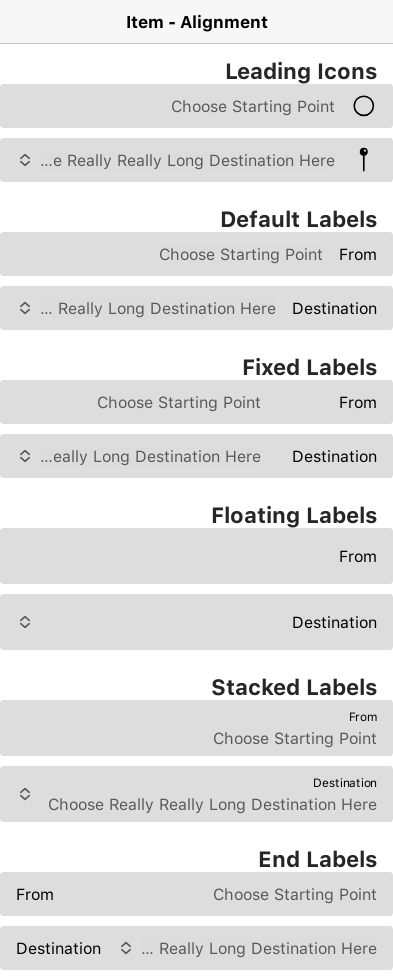 Item - Alignment
Leading Icons
Choose Starting Point
...e Really Really Long Destination Here
Default Labels
From Choose Starting Point
Destination ... Really Long Destination Here
Fixed Labels
From Choose Starting Point
Destination ...eally Long Destination Here
Floating Labels
From
Destination
Stacked Labels
From
Choose Starting Point
Destination
Choose Really Really Long Destination Here
End Labels
Choose Starting Point From
... Really Long Destination Here Destination